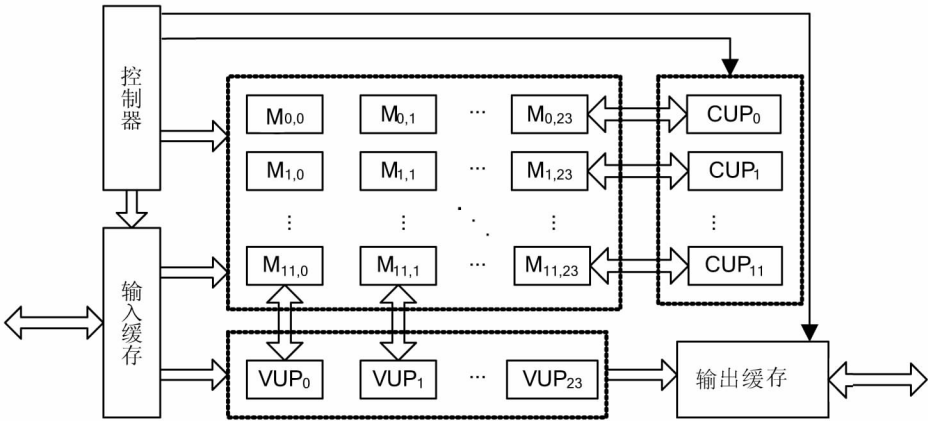 控制器
M0,0 M0,1 ... M0,23 CUP0
M1,0 M1,1 ... M1,23 CUP1
⋮ ⋮ ⋱ ⋮ ⋮
M11,0 M11,1 ... M11,23 CUP11
输入缓存
VUP0 VUP1 ... VUP23
输出缓存